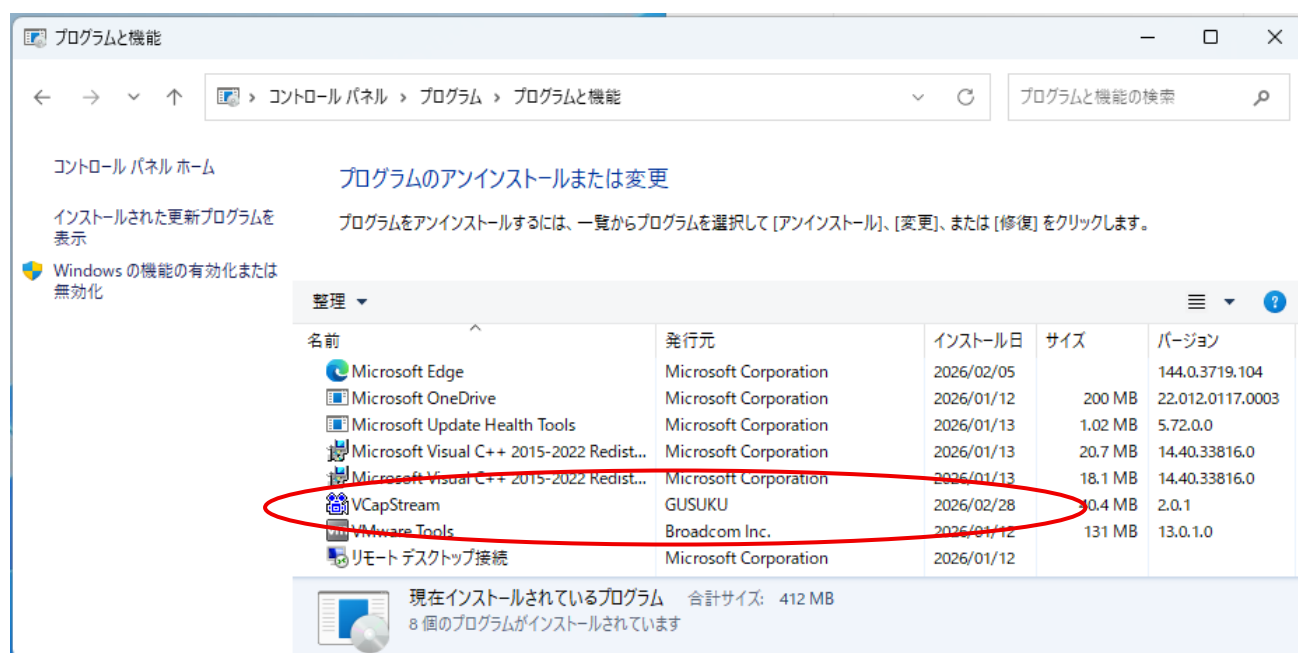 プログラムと機能
コントロール パネル › プログラム › プログラムと機能
プログラムと機能の検索
コントロール パネル ホーム
インストールされた更新プログラムを
表示
Windows の機能の有効化または
無効化
プログラムのアンインストールまたは変更
プログラムをアンインストールするには、一覧からプログラムを選択して [アンインストール]、[変更]、または [修復] をクリックします。
整理
名前 発行元 インストール日 サイズ バージョン
Microsoft Edge Microsoft Corporation 2026/02/05 144.0.3719.104
Microsoft OneDrive Microsoft Corporation 2026/01/12 200 MB 22.012.0117.0003
Microsoft Update Health Tools Microsoft Corporation 2026/01/13 1.02 MB 5.72.0.0
Microsoft Visual C++ 2015-2022 Redist... Microsoft Corporation 2026/01/13 20.7 MB 14.40.33816.0
Microsoft Visual C++ 2015-2022 Redist... Microsoft Corporation 2026/01/13 18.1 MB 14.40.33816.0
VCapStream GUSUKU 2026/02/28 40.4 MB 2.0.1
VMware Tools Broadcom Inc. 2026/01/12 131 MB 13.0.1.0
リモート デスクトップ接続 Microsoft Corporation 2026/01/12
現在インストールされているプログラム 合計サイズ: 412 MB
8 個のプログラムがインストールされています